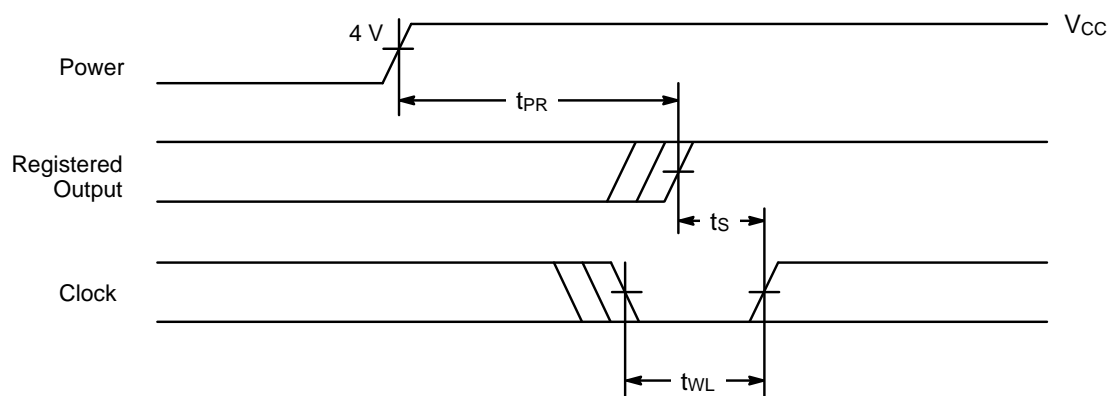 4 V
VCC
Power
tPR
Registered
Output
tS
Clock
tWL